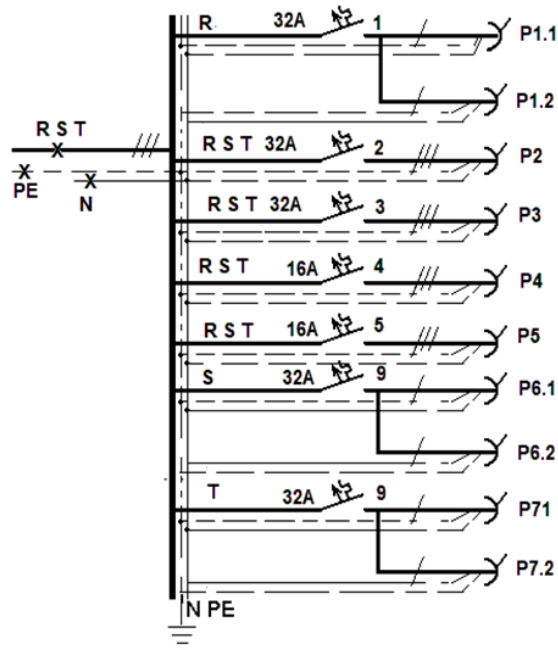 R 32A 1 P1.1
P1.2
R S T
R S T 32A 2 P2
PE
N
R S T 32A 3 P3
R S T 16A 4 P4
R S T 16A 5 P5
S 32A 9 P6.1
P6.2
T 32A 9 P71
P7.2
N PE